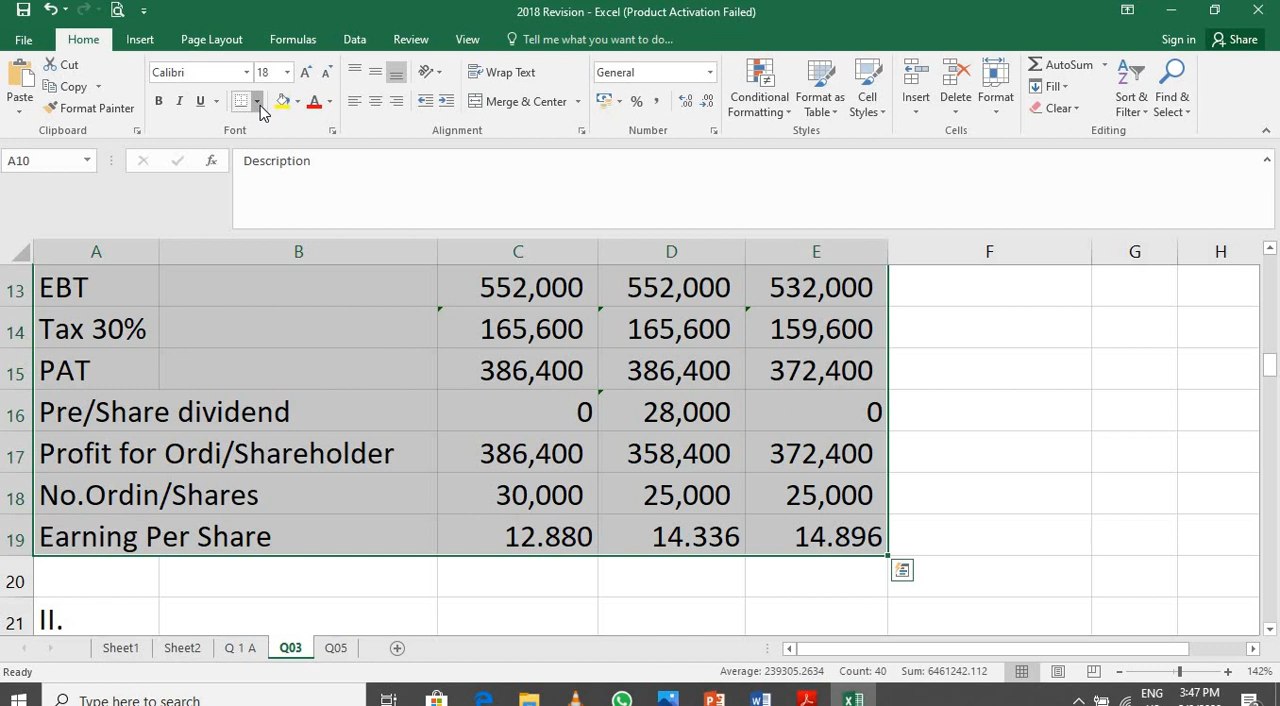 2018 Revision - Excel (Product Activation Failed)
File Home Insert Page Layout Formulas Data Review View Tell me what you want to do... Sign in Share
Paste Cut Copy Format Painter
Clipboard
Calibri 18 A A
B I U A
Font
Wrap Text
Merge & Center
Alignment
General
% ,
Number
Conditional Formatting Format as Table Cell Styles
Styles
Insert Delete Format
Cells
AutoSum Fill Clear Sort & Filter Find & Select
Editing
A10 fx Description
A B C D E F G H
13 EBT 552,000 552,000 532,000
14 Tax 30% 165,600 165,600 159,600
15 PAT 386,400 386,400 372,400
16 Pre/Share dividend 0 28,000 0
17 Profit for Ordi/Shareholder 386,400 358,400 372,400
18 No.Ordin/Shares 30,000 25,000 25,000
19 Earning Per Share 12.880 14.336 14.896
20
21 II.
Sheet1 Sheet2 Q 1 A Q03 Q05
Ready Average: 239305.2634 Count: 40 Sum: 6461242.112 142%
Type here to search ENG 3:47 PM